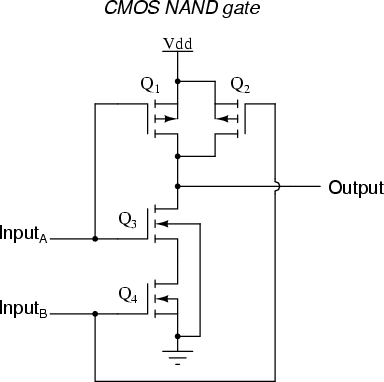 CMOS NAND gate
Vdd
Q1 Q2
Output
Q3
InputA
Q4
InputB